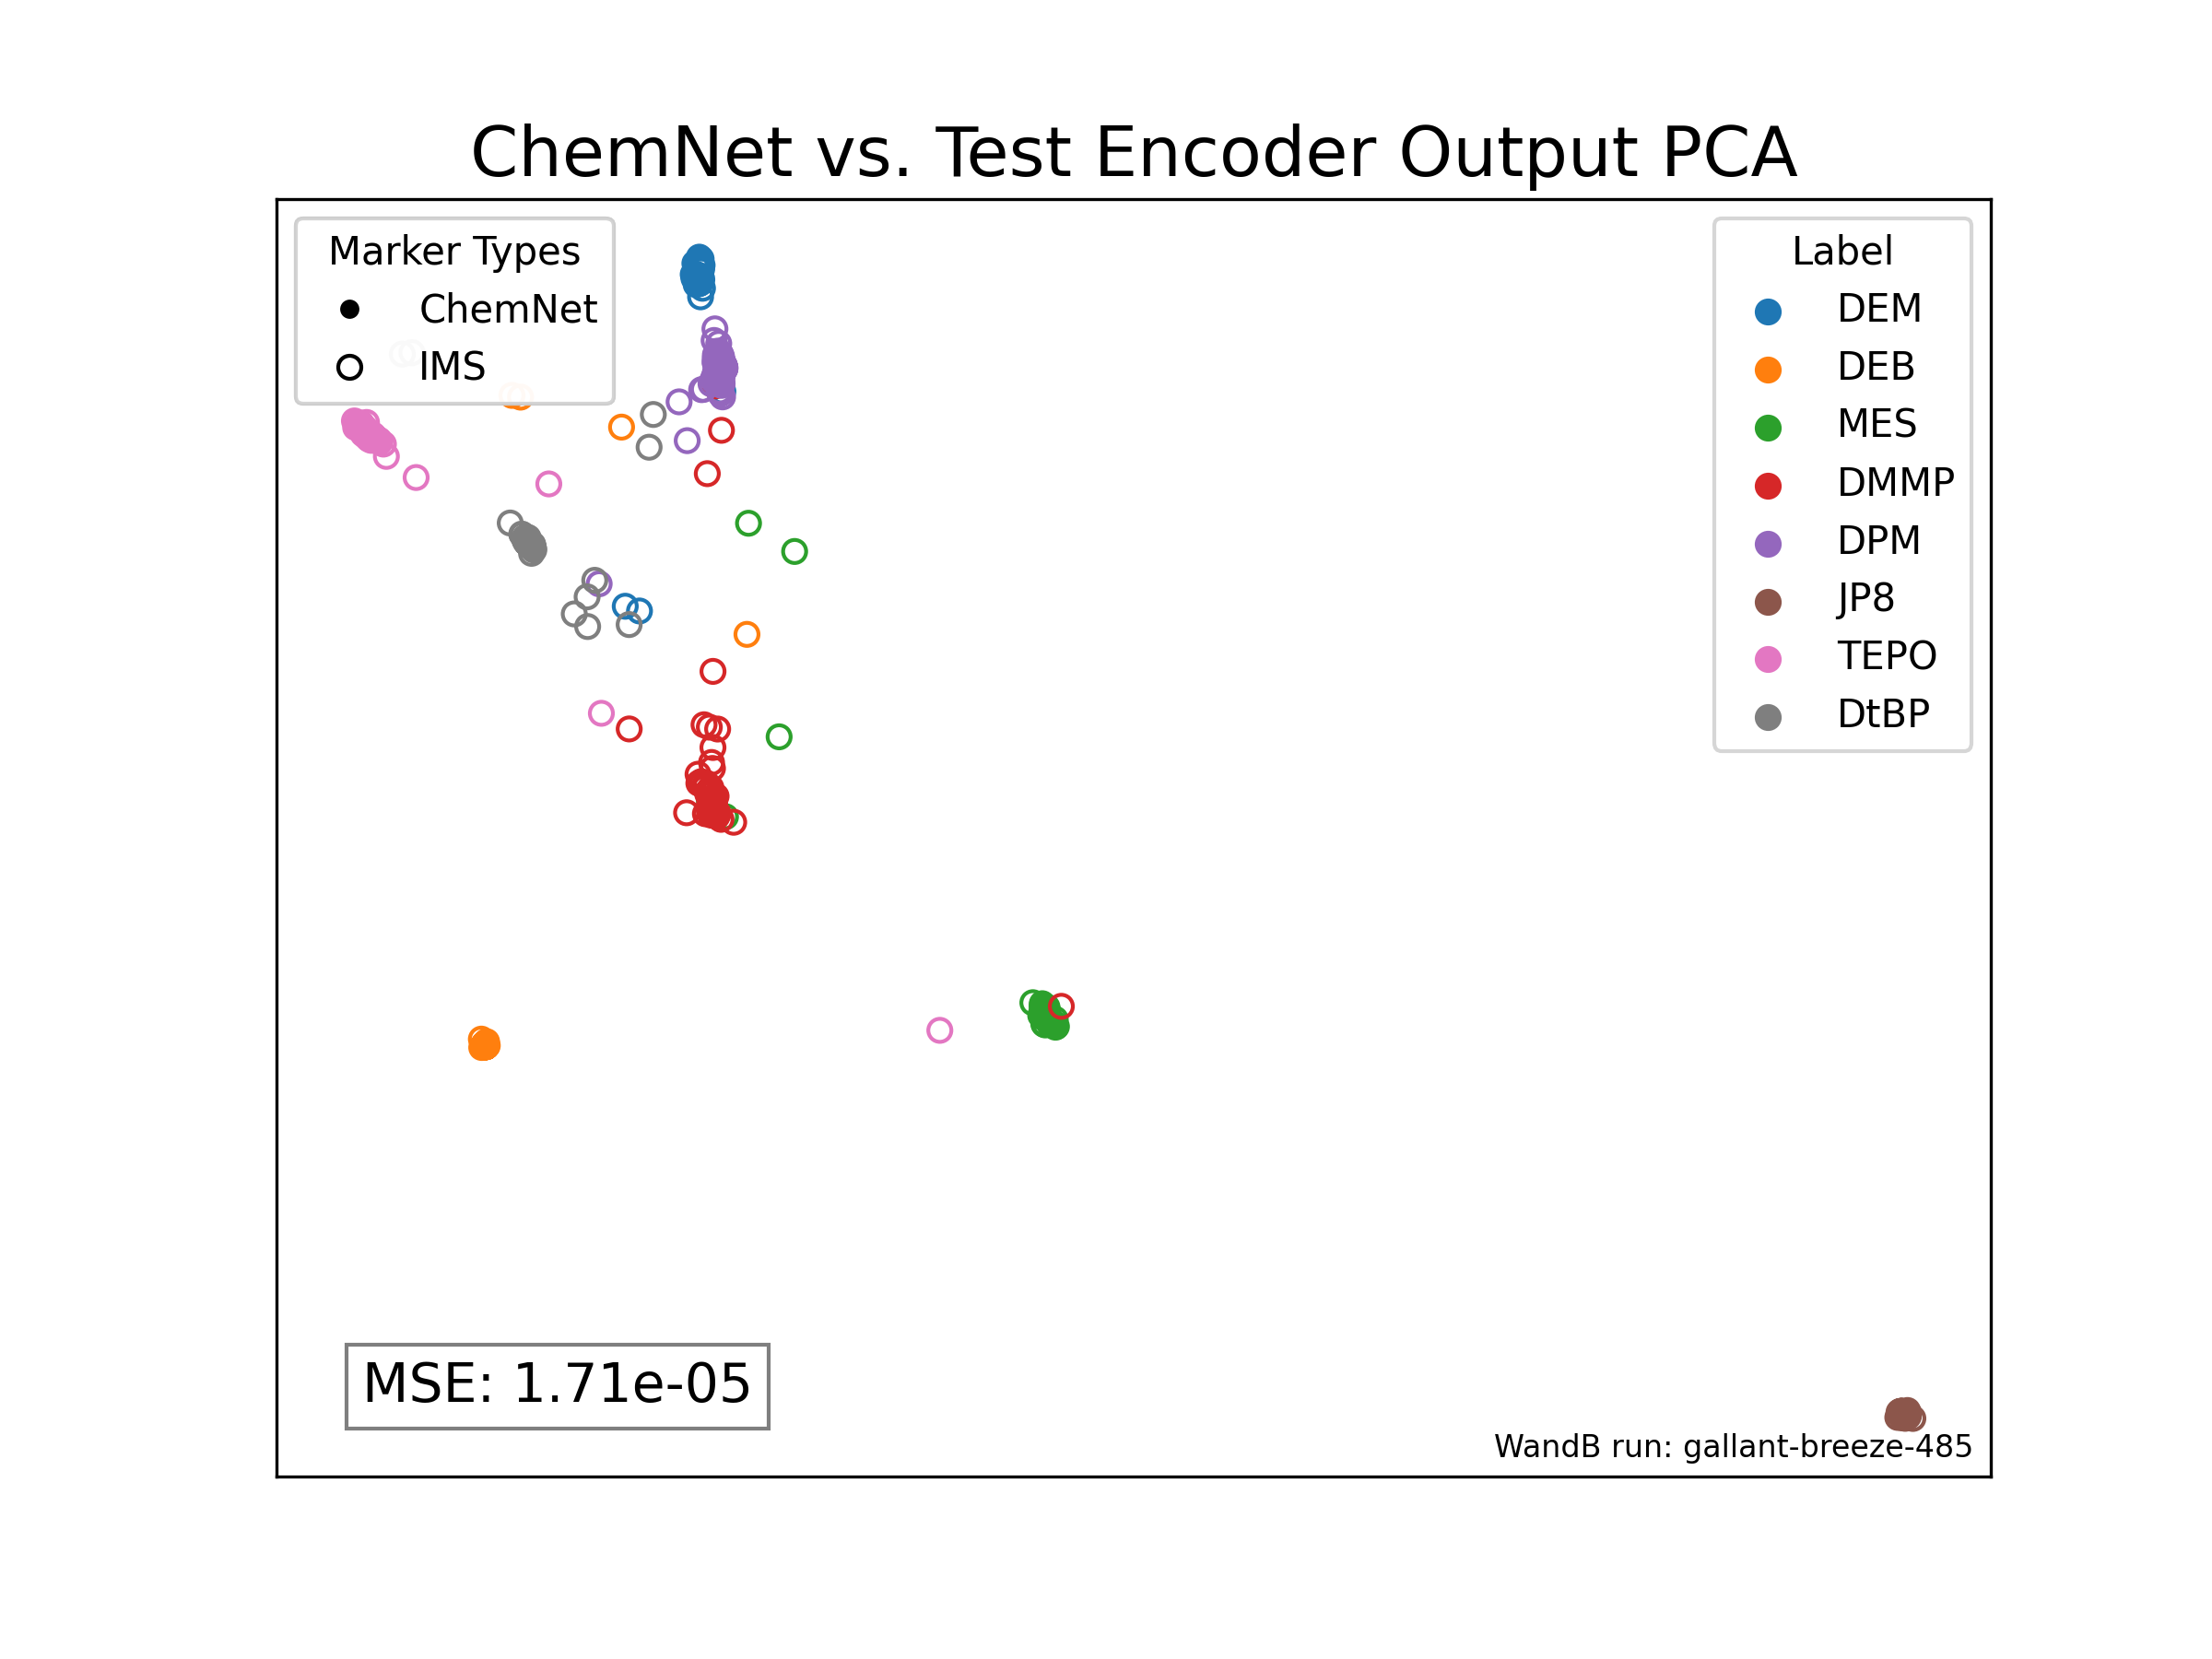 ChemNet vs. Test Encoder Output PCA
Marker Types
ChemNet
IMS
Label
DEM
DEB
MES
DMMP
DPM
JP8
TEPO
DtBP
MSE: 1.71e-05
WandB run: gallant-breeze-485